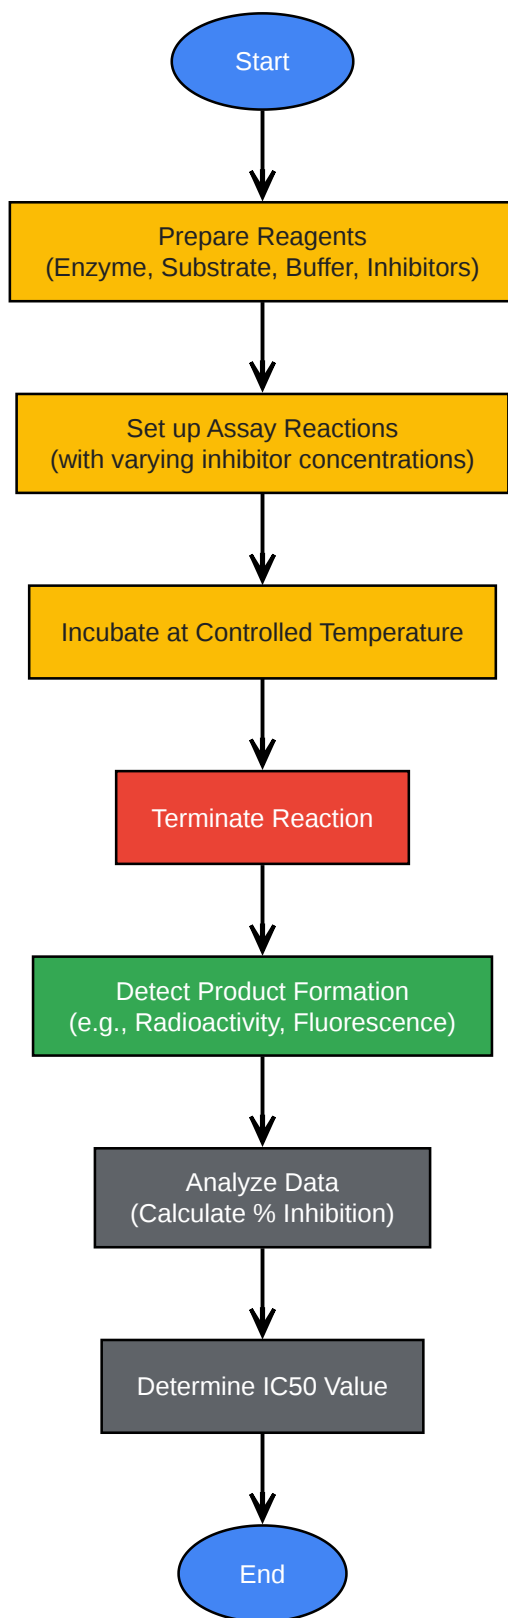 Start
Prepare Reagents
(Enzyme, Substrate, Buffer, Inhibitors)
Set up Assay Reactions
(with varying inhibitor concentrations)
Incubate at Controlled Temperature
Terminate Reaction
Detect Product Formation
(e.g., Radioactivity, Fluorescence)
Analyze Data
(Calculate % Inhibition)
Determine IC50 Value
End